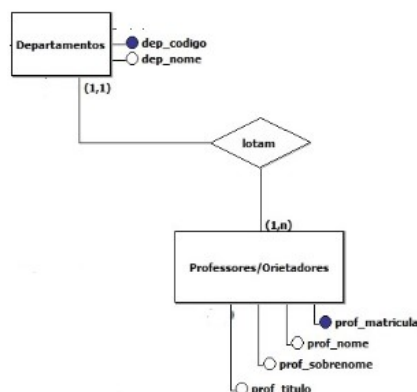 Departamentos
dep_codigo
dep_nome
(1,1)
lotam
(1,n)
Professores/Orietadores
prof_matricula
prof_nome
prof_sobrenome
prof_titulo